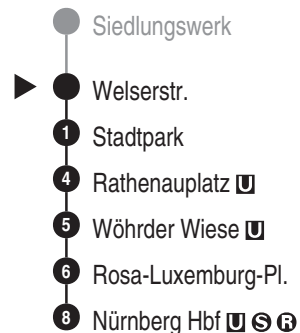 Siedlungswerk
Welserstr.
1 Stadtpark
4 Rathenauplatz U
5 Wöhrder Wiese U
6 Rosa-Luxemburg-Pl.
8 Nürnberg Hbf U S R